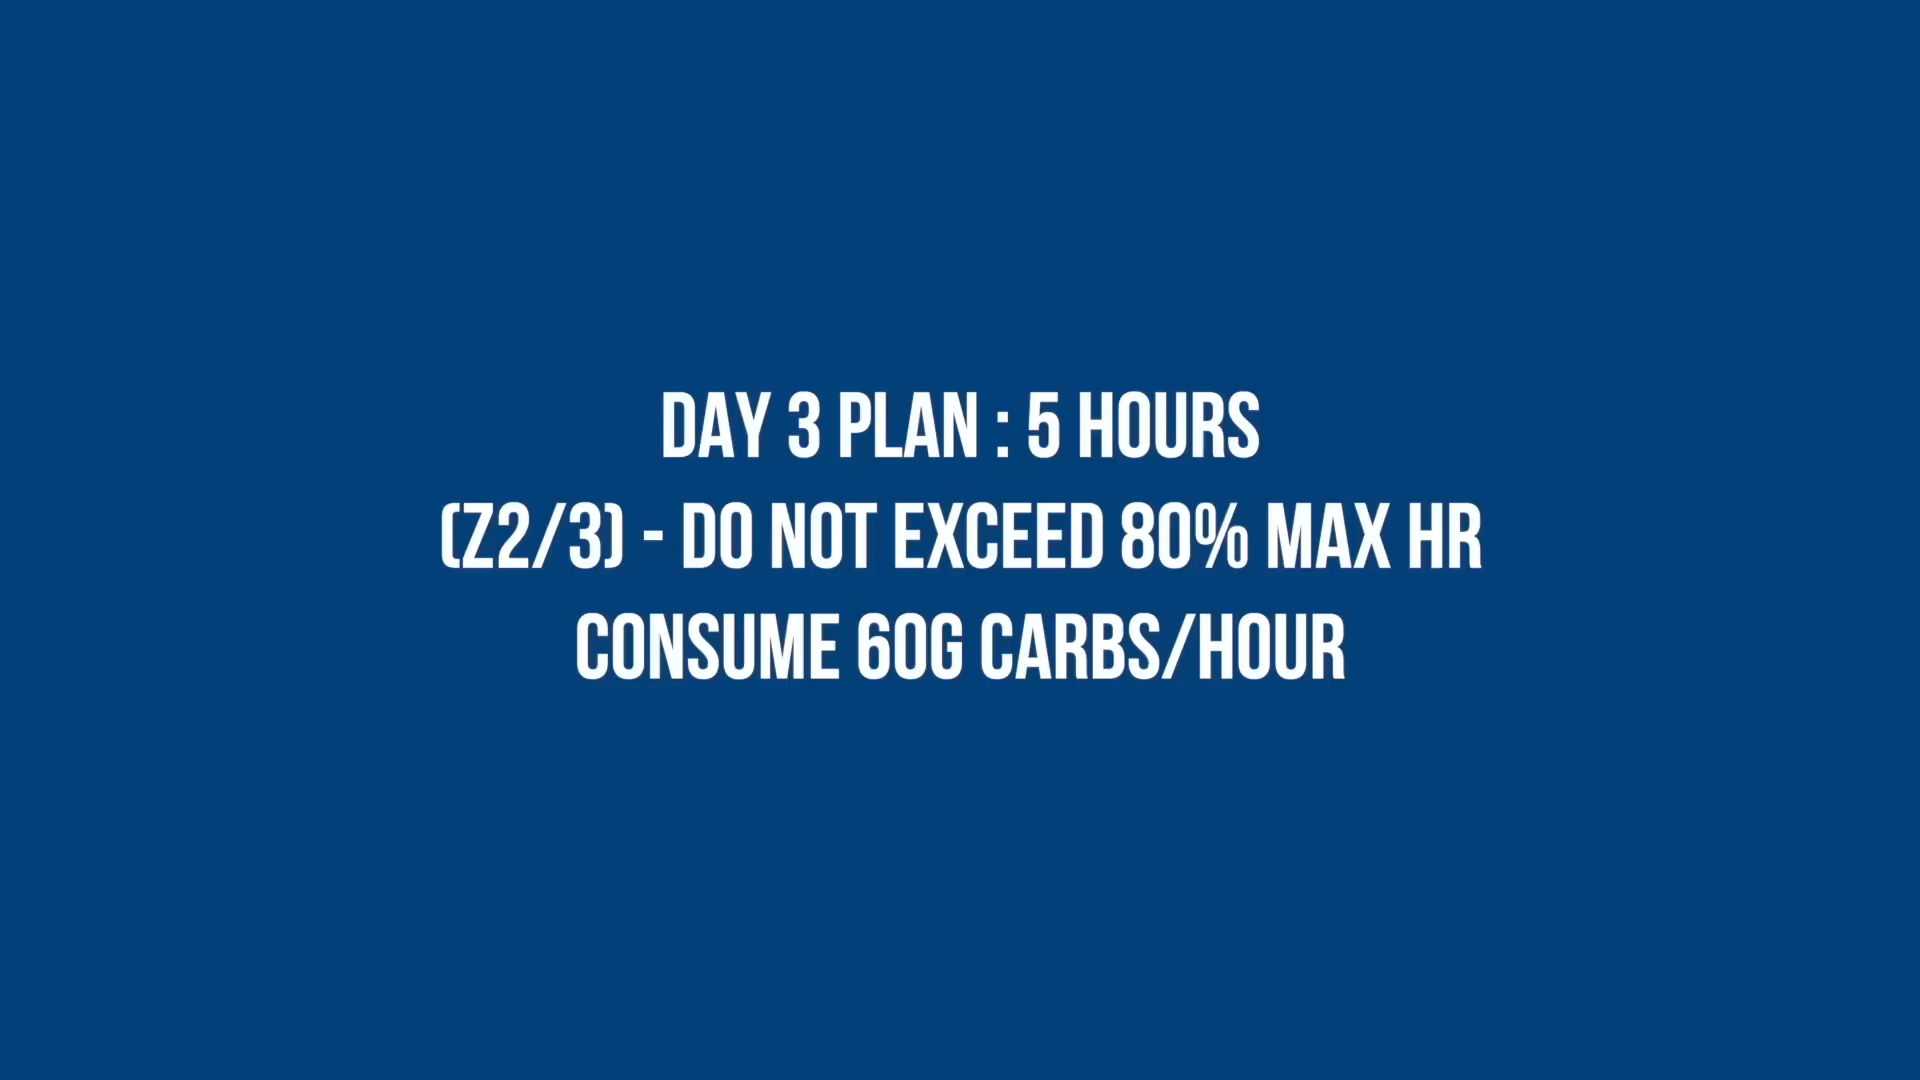 DAY 3 PLAN : 5 HOURS
(Z2/3) - DO NOT EXCEED 80% MAX HR
CONSUME 60G CARBS/HOUR